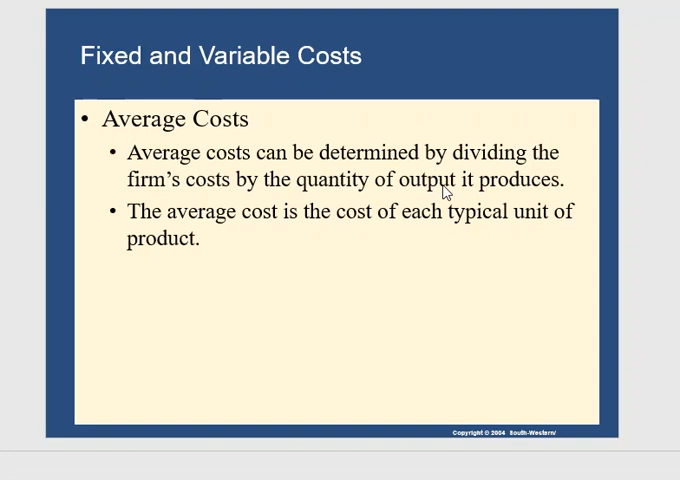 Fixed and Variable Costs
• Average Costs
• Average costs can be determined by dividing the
firm's costs by the quantity of output it produces.
• The average cost is the cost of each typical unit of
product.
Copyright © 2004 South-Western/